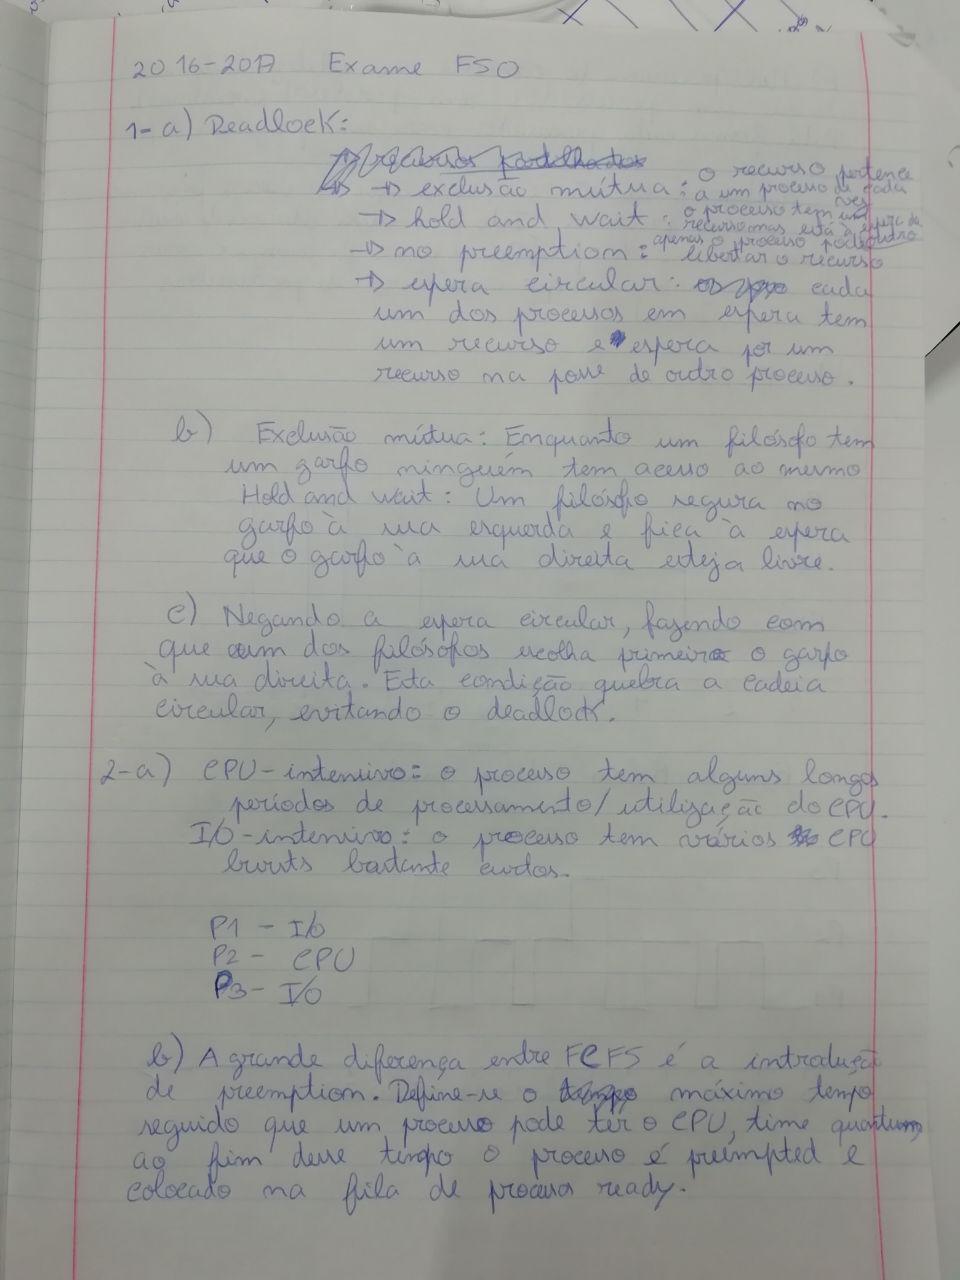 2016-2017 Exame FSO
1-a) Deadlock:
→ exclusão mútua: o recurso pertence
a um processo de cada
vez
→ hold and wait: o processo tem um
recurso mas está à espera de
outro
→ no preemption: apenas o processo pode
libertar o recurso
→ espera circular: cada
um dos processos em espera tem
um recurso e espera por um
recurso na posse de outro processo.
b) Exclusão mútua: Enquanto um filósofo tem
um garfo ninguém tem acesso ao mesmo
Hold and wait: Um filósofo segura no
garfo à sua esquerda e fica à espera
que o garfo à sua direita esteja livre.
c) Negando a espera circular, fazendo com
que um dos filósofos escolha primeiro o garfo
à sua direita. Esta condição quebra a cadeia
circular, evitando o deadlock.
2-a) CPU-intensivo: o processo tem alguns longos
períodos de processamento/utilização do CPU.
I/O-intensivo: o processo tem vários CPU
bursts bastante curtos.
P1 - I/O
P2 - CPU
P3 - I/O
b) A grande diferença entre FCFS é a introdução
de preemption. Define-se o máximo tempo
seguido que um processo pode ter o CPU, time quantum,
ao fim desse tempo o processo é preempted e
colocado na fila de processos ready.